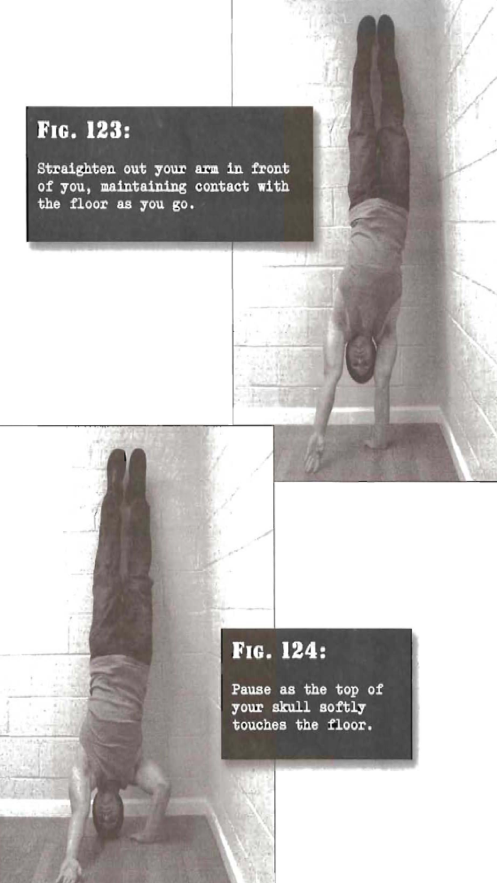 FIG. 123:
Straighten out your arm in front
of you, maintaining contact with
the floor as you go.
FIG. 124:
Pause as the top of
your skull softly
touches the floor.